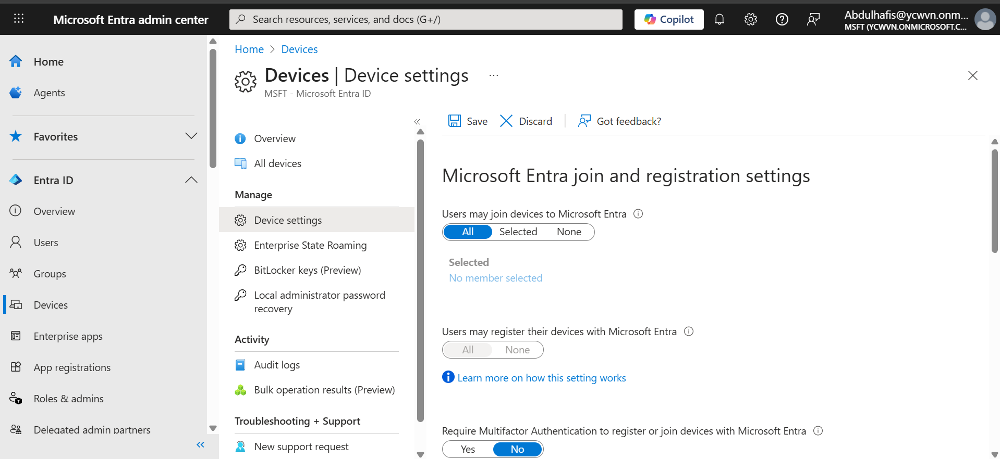 Microsoft Entra admin center
Search resources, services, and docs (G+/)
Copilot
Abdulhafis@ycwvn.onm...
MSFT (YCWVN.ONMICROSOFT.C...
Home
Agents
Favorites
Entra ID
Overview
Users
Groups
Devices
Enterprise apps
App registrations
Roles & admins
Delegated admin partners
Home > Devices
Devices | Device settings ...
MSFT - Microsoft Entra ID
Overview
All devices
Manage
Device settings
Enterprise State Roaming
BitLocker keys (Preview)
Local administrator password
recovery
Activity
Audit logs
Bulk operation results (Preview)
Troubleshooting + Support
New support request
Save Discard Got feedback?
Microsoft Entra join and registration settings
Users may join devices to Microsoft Entra
All Selected None
Selected
No member selected
Users may register their devices with Microsoft Entra
All None
Learn more on how this setting works
Require Multifactor Authentication to register or join devices with Microsoft Entra
Yes No